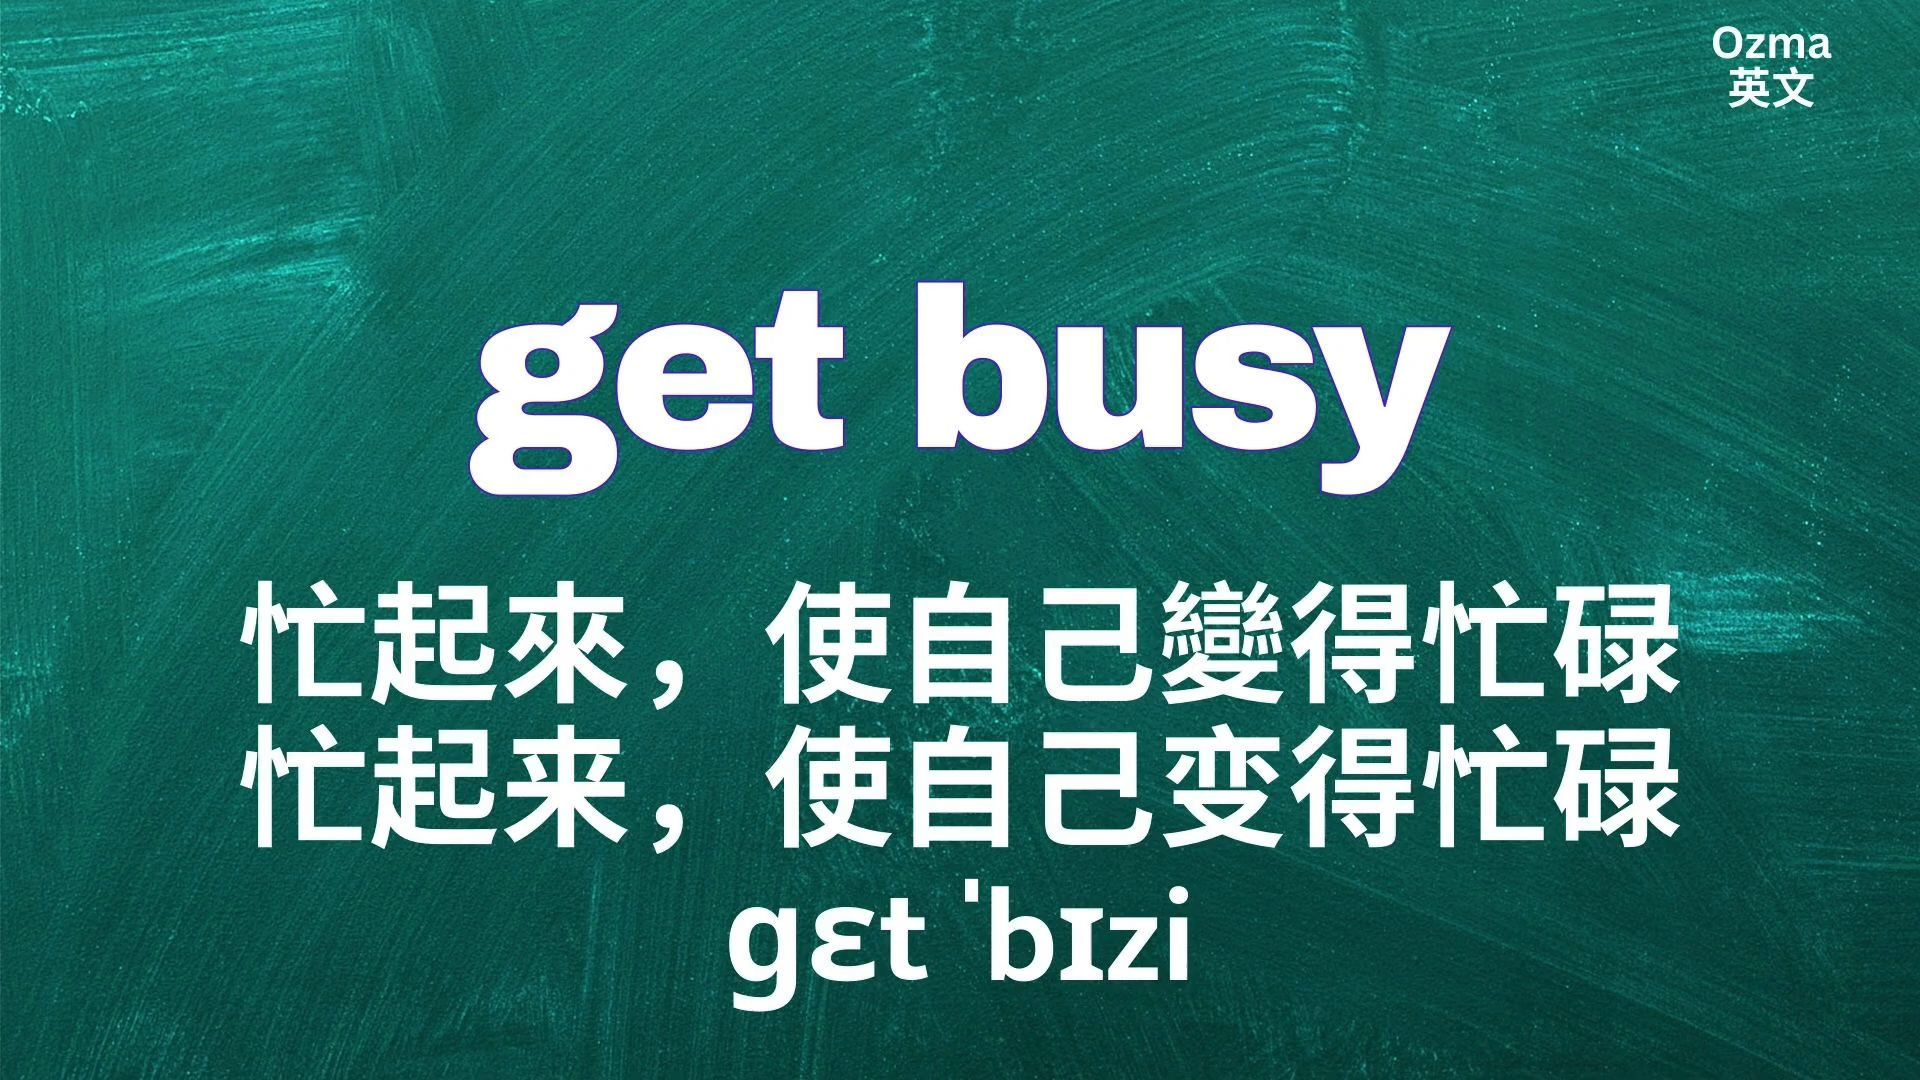 Ozma
英文
get busy
忙起來，使自己變得忙碌
忙起来，使自己变得忙碌
gɛt ˈbɪzi